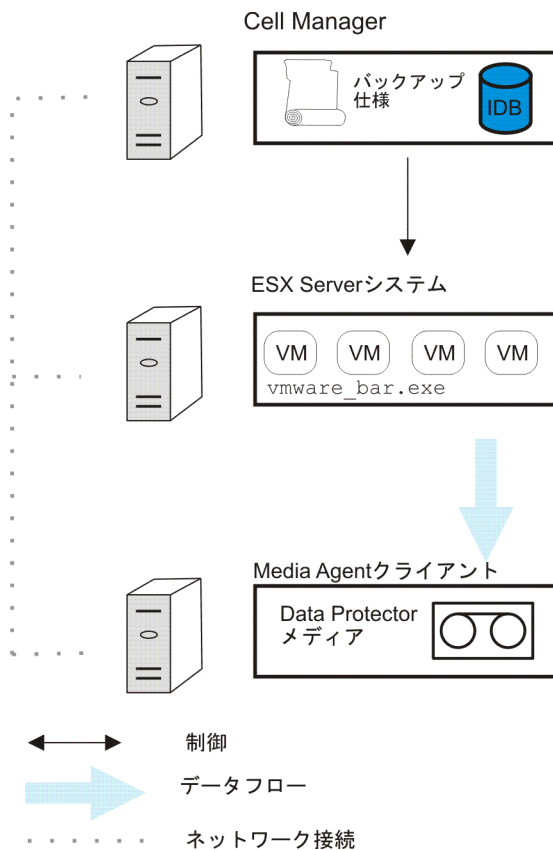 Cell Manager
バックアップ
仕様
IDB
ESX Serverシステム
VM VM VM VM
vmware_bar.exe
Media Agentクライアント
Data Protector
メディア
制御
データフロー
ネットワーク接続